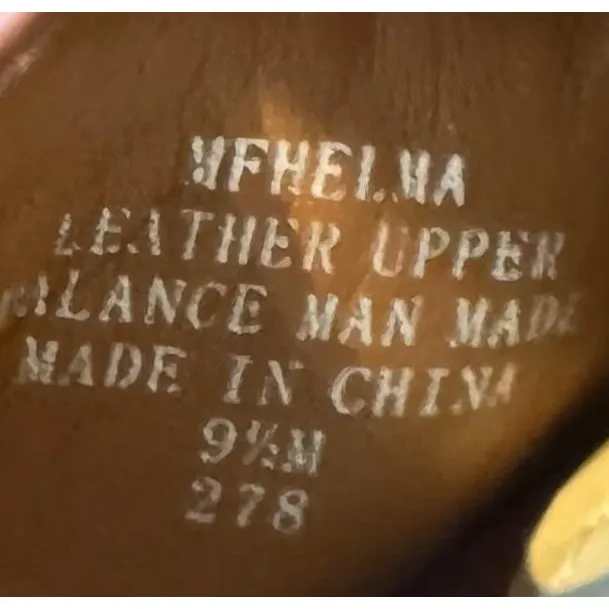 MFHELMA
LEATHER UPPER
BALANCE MAN MADE
MADE IN CHINA
9½M
278